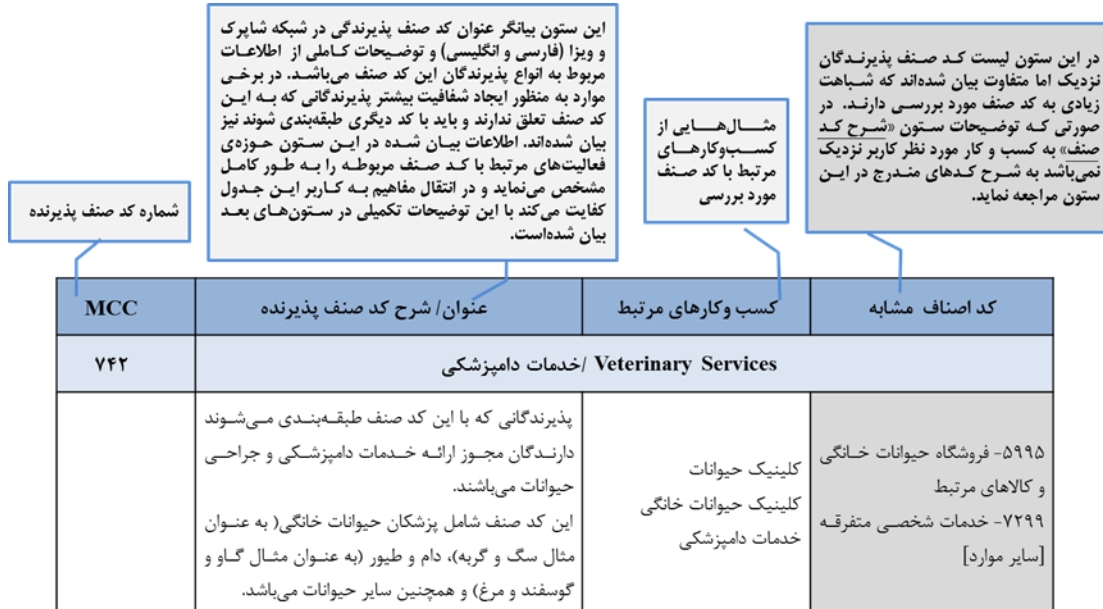 در این ستون لیست کد صنف پذیرندگان
نزدیک اما متفاوت بیان شده‌اند که شباهت
زیادی به کد صنف مورد بررسی دارند. در
صورتی که توضیحات ستون «شرح کد
صنف» به کسب و کار مورد نظر کاربر نزدیک
نمی‌باشد به شرح کدهای مندرج در این
ستون مراجعه نماید.
مثال‌هایی از
کسب‌وکارهای
مرتبط با کد صنف
مورد بررسی
این ستون بیانگر عنوان کد صنف پذیرندگی در شبکه شاپرک
و ویزا (فارسی و انگلیسی) و توضیحات کاملی از اطلاعات
مربوط به انواع پذیرندگان این کد صنف می‌باشد. در برخی
موارد به منظور ایجاد شفافیت بیشتر پذیرندگانی که به این
کد صنف تعلق ندارند و باید با کد دیگری طبقه‌بندی شوند نیز
بیان شده‌اند. اطلاعات بیان شده در این ستون حوزه‌ی
فعالیت‌های مرتبط با کد صنف مربوطه را به طور کامل
مشخص می‌نماید و در انتقال مفاهیم به کاربر این جدول
کفایت می‌کند با این توضیحات تکمیلی در ستون‌های بعد
بیان شده‌است.
شماره کد صنف پذیرنده
کد اصناف مشابه
کسب وکارهای مرتبط
عنوان/ شرح کد صنف پذیرنده
MCC
Veterinary Services /خدمات دامپزشکی
۷۴۲
۵۹۹۵- فروشگاه حیوانات خانگی
و کالاهای مرتبط
۷۲۹۹- خدمات شخصی متفرقه
[سایر موارد]
کلینیک حیوانات
کلینیک حیوانات خانگی
خدمات دامپزشکی
پذیرندگانی که با این کد صنف طبقه‌بندی می‌شوند
دارندگان مجوز ارائه خدمات دامپزشکی و جراحی
حیوانات می‌باشند.
این کد صنف شامل پزشکان حیوانات خانگی( به عنوان
مثال سگ و گربه)، دام و طیور (به عنوان مثال گاو و
گوسفند و مرغ) و همچنین سایر حیوانات می‌باشد.